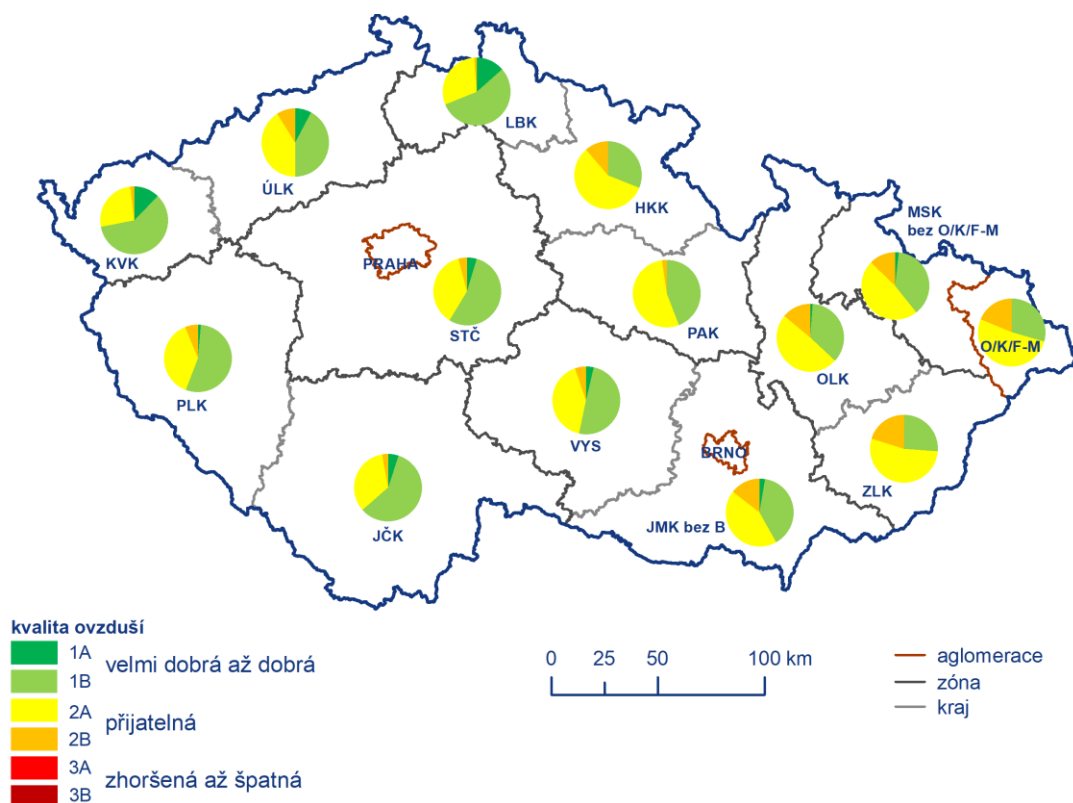 LBK
ÚLK
HKK
MSK
bez O/K/F-M
KVK
PRAHA
STČ
PAK
O/K/F-M
OLK
PLK
VYS
BRNO
ZLK
JMK bez B
JČK
kvalita ovzduší
1A
velmi dobrá až dobrá
1B
2A
přijatelná
2B
3A
zhoršená až špatná
3B
0 25 50 100 km
aglomerace
zóna
kraj